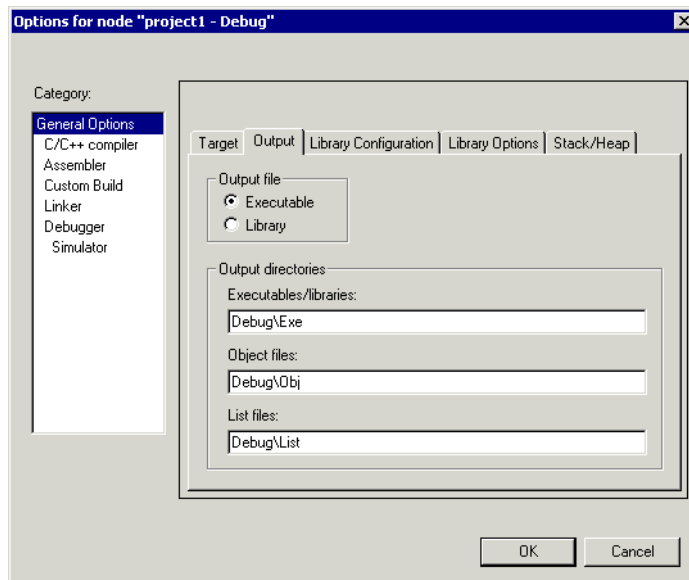 Options for node "project1 - Debug"
Category:
General Options
C/C++ compiler
Assembler
Custom Build
Linker
Debugger
Simulator
Target Output Library Configuration Library Options Stack/Heap
Output file
Executable
Library
Output directories
Executables/libraries:
Debug\Exe
Object files:
Debug\Obj
List files:
Debug\List
OK Cancel